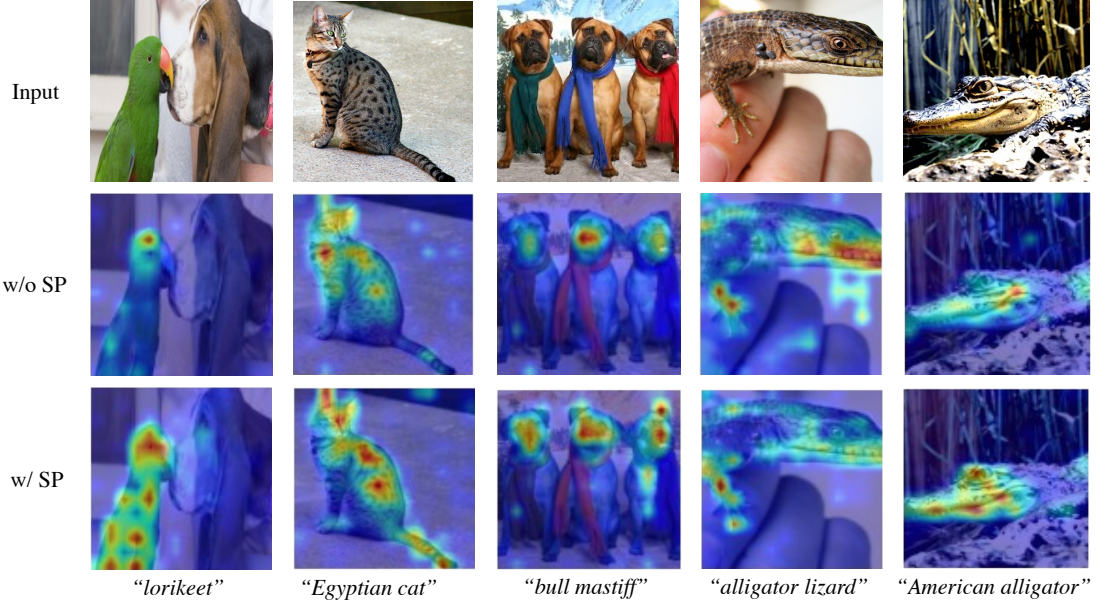 Input
w/o SP
w/ SP
“lorikeet” “Egyptian cat” “bull mastiff” “alligator lizard” “American alligator”